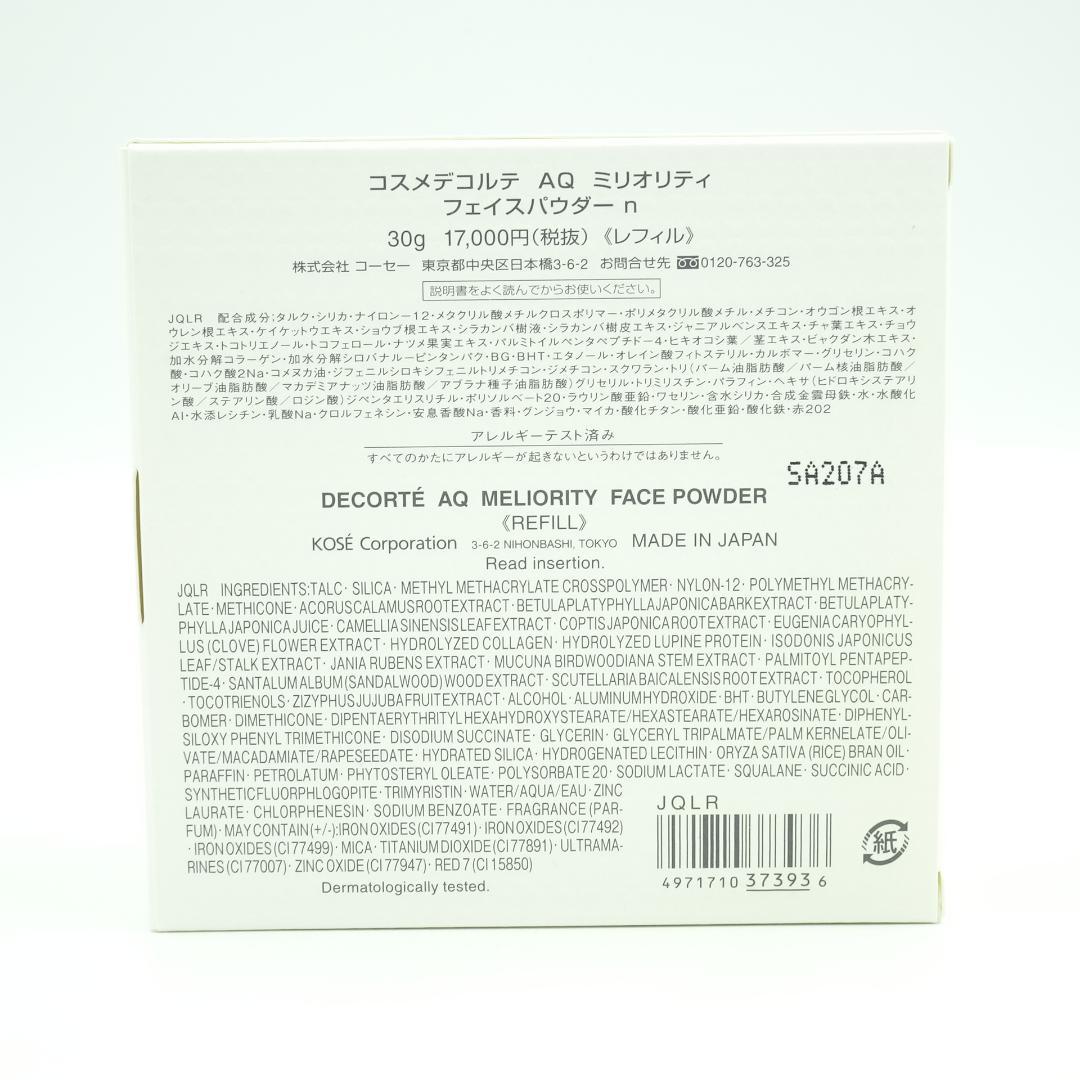 コスメデコルテ AQ ミリオリティ
フェイスパウダー n
30g 17,000円(税抜)《レフィル》
株式会社 コーセー 東京都中央区日本橋3-6-2 お問合せ先 0120-763-325
説明書をよく読んでからお使いください。
JQLR 配合成分;タルク・シリカ・ナイロン−12・メタクリル酸メチルクロスポリマー・ポリメタクリル酸メチル・メチコン・オウゴン根エキス・オ
ウレン根エキス・ケイケットウエキス・ショウブ根エキス・シラカンバ樹液・シラカンバ樹皮エキス・ジャニアルベンスエキス・チャ葉エキス・チョウ
ジエキス・トコトリエノール・トコフェロール・ナツメ果実エキス・パルミトイルペンタペプチド−4・ヒキオコシ葉/茎エキス・ビャクダン木エキス・
加水分解コラーゲン・加水分解シロバナルーピンタンパク・BG・BHT・エタノール・オレイン酸フィトステリル・カルボマー・グリセリン・コハク
酸・コハク酸2Na・コメヌカ油・ジフェニルシロキシフェニルトリメチコン・ジメチコン・スクワラン・トリ(パーム油脂肪酸/パーム核油脂肪酸/
オリーブ油脂肪酸/マカデミアナッツ油脂肪酸/アブラナ種子油脂肪酸)グリセリル・トリミリスチン・パラフィン・ヘキサ(ヒドロキシステアリ
ン酸/ステアリン酸/ロジン酸)ジペンタエリスリチル・ポリソルベート20・ラウリン酸亜鉛・ワセリン・含水シリカ・合成金雲母鉄・水・水酸化
Al・水添レシチン・乳酸Na・クロルフェネシン・安息香酸Na・香料・グンジョウ・マイカ・酸化チタン・酸化亜鉛・酸化鉄・赤202
アレルギーテスト済み
すべてのかたにアレルギーが起きないというわけではありません。
5A207A
DECORTÉ AQ MELIORITY FACE POWDER
《REFILL》
KOSÉ Corporation 3-6-2 NIHONBASHI, TOKYO MADE IN JAPAN
Read insertion.
JQLR INGREDIENTS:TALC・SILICA・METHYL METHACRYLATE CROSSPOLYMER・NYLON-12・POLYMETHYL METHACRY-
LATE・METHICONE・ACORUS CALAMUS ROOT EXTRACT・BETULA PLATYPHYLLA JAPONICA BARK EXTRACT・BETULA PLATY-
PHYLLA JAPONICA JUICE・CAMELLIA SINENSIS LEAF EXTRACT・COPTIS JAPONICA ROOT EXTRACT・EUGENIA CARYOPHYL-
LUS (CLOVE) FLOWER EXTRACT・HYDROLYZED COLLAGEN・HYDROLYZED LUPINE PROTEIN・ISODONIS JAPONICUS
LEAF/STALK EXTRACT・JANIA RUBENS EXTRACT・MUCUNA BIRDWOODIANA STEM EXTRACT・PALMITOYL PENTAPEP-
TIDE-4・SANTALUM ALBUM (SANDALWOOD) WOOD EXTRACT・SCUTELLARIA BAICALENSIS ROOT EXTRACT・TOCOPHEROL
・TOCOTRIENOLS・ZIZYPHUS JUJUBA FRUIT EXTRACT・ALCOHOL・ALUMINUM HYDROXIDE・BHT・BUTYLENE GLYCOL・CAR-
BOMER・DIMETHICONE・DIPENTAERYTHRITYL HEXAHYDROXYSTEARATE/HEXASTEARATE/HEXAROSINATE・DIPHENYL-
SILOXY PHENYL TRIMETHICONE・DISODIUM SUCCINATE・GLYCERIN・GLYCERYL TRIPALMATE/PALM KERNELATE/OLI-
VATE/MACADAMIATE/RAPESEEDATE・HYDRATED SILICA・HYDROGENATED LECITHIN・ORYZA SATIVA (RICE) BRAN OIL・
PARAFFIN・PETROLATUM・PHYTOSTERYL OLEATE・POLYSORBATE 20・SODIUM LACTATE・SQUALANE・SUCCINIC ACID・
SYNTHETIC FLUORPHLOGOPITE・TRIMYRISTIN・WATER/AQUA/EAU・ZINC
LAURATE・CHLORPHENESIN・SODIUM BENZOATE・FRAGRANCE (PAR-
FUM)・MAY CONTAIN (+/-):IRON OXIDES (CI 77491)・IRON OXIDES (CI 77492)
・IRON OXIDES (CI 77499)・MICA・TITANIUM DIOXIDE (CI 77891)・ULTRAMA-
RINES (CI 77007)・ZINC OXIDE (CI 77947)・RED 7 (CI 15850)
Dermatologically tested.
JQLR
4971710 373936
紙